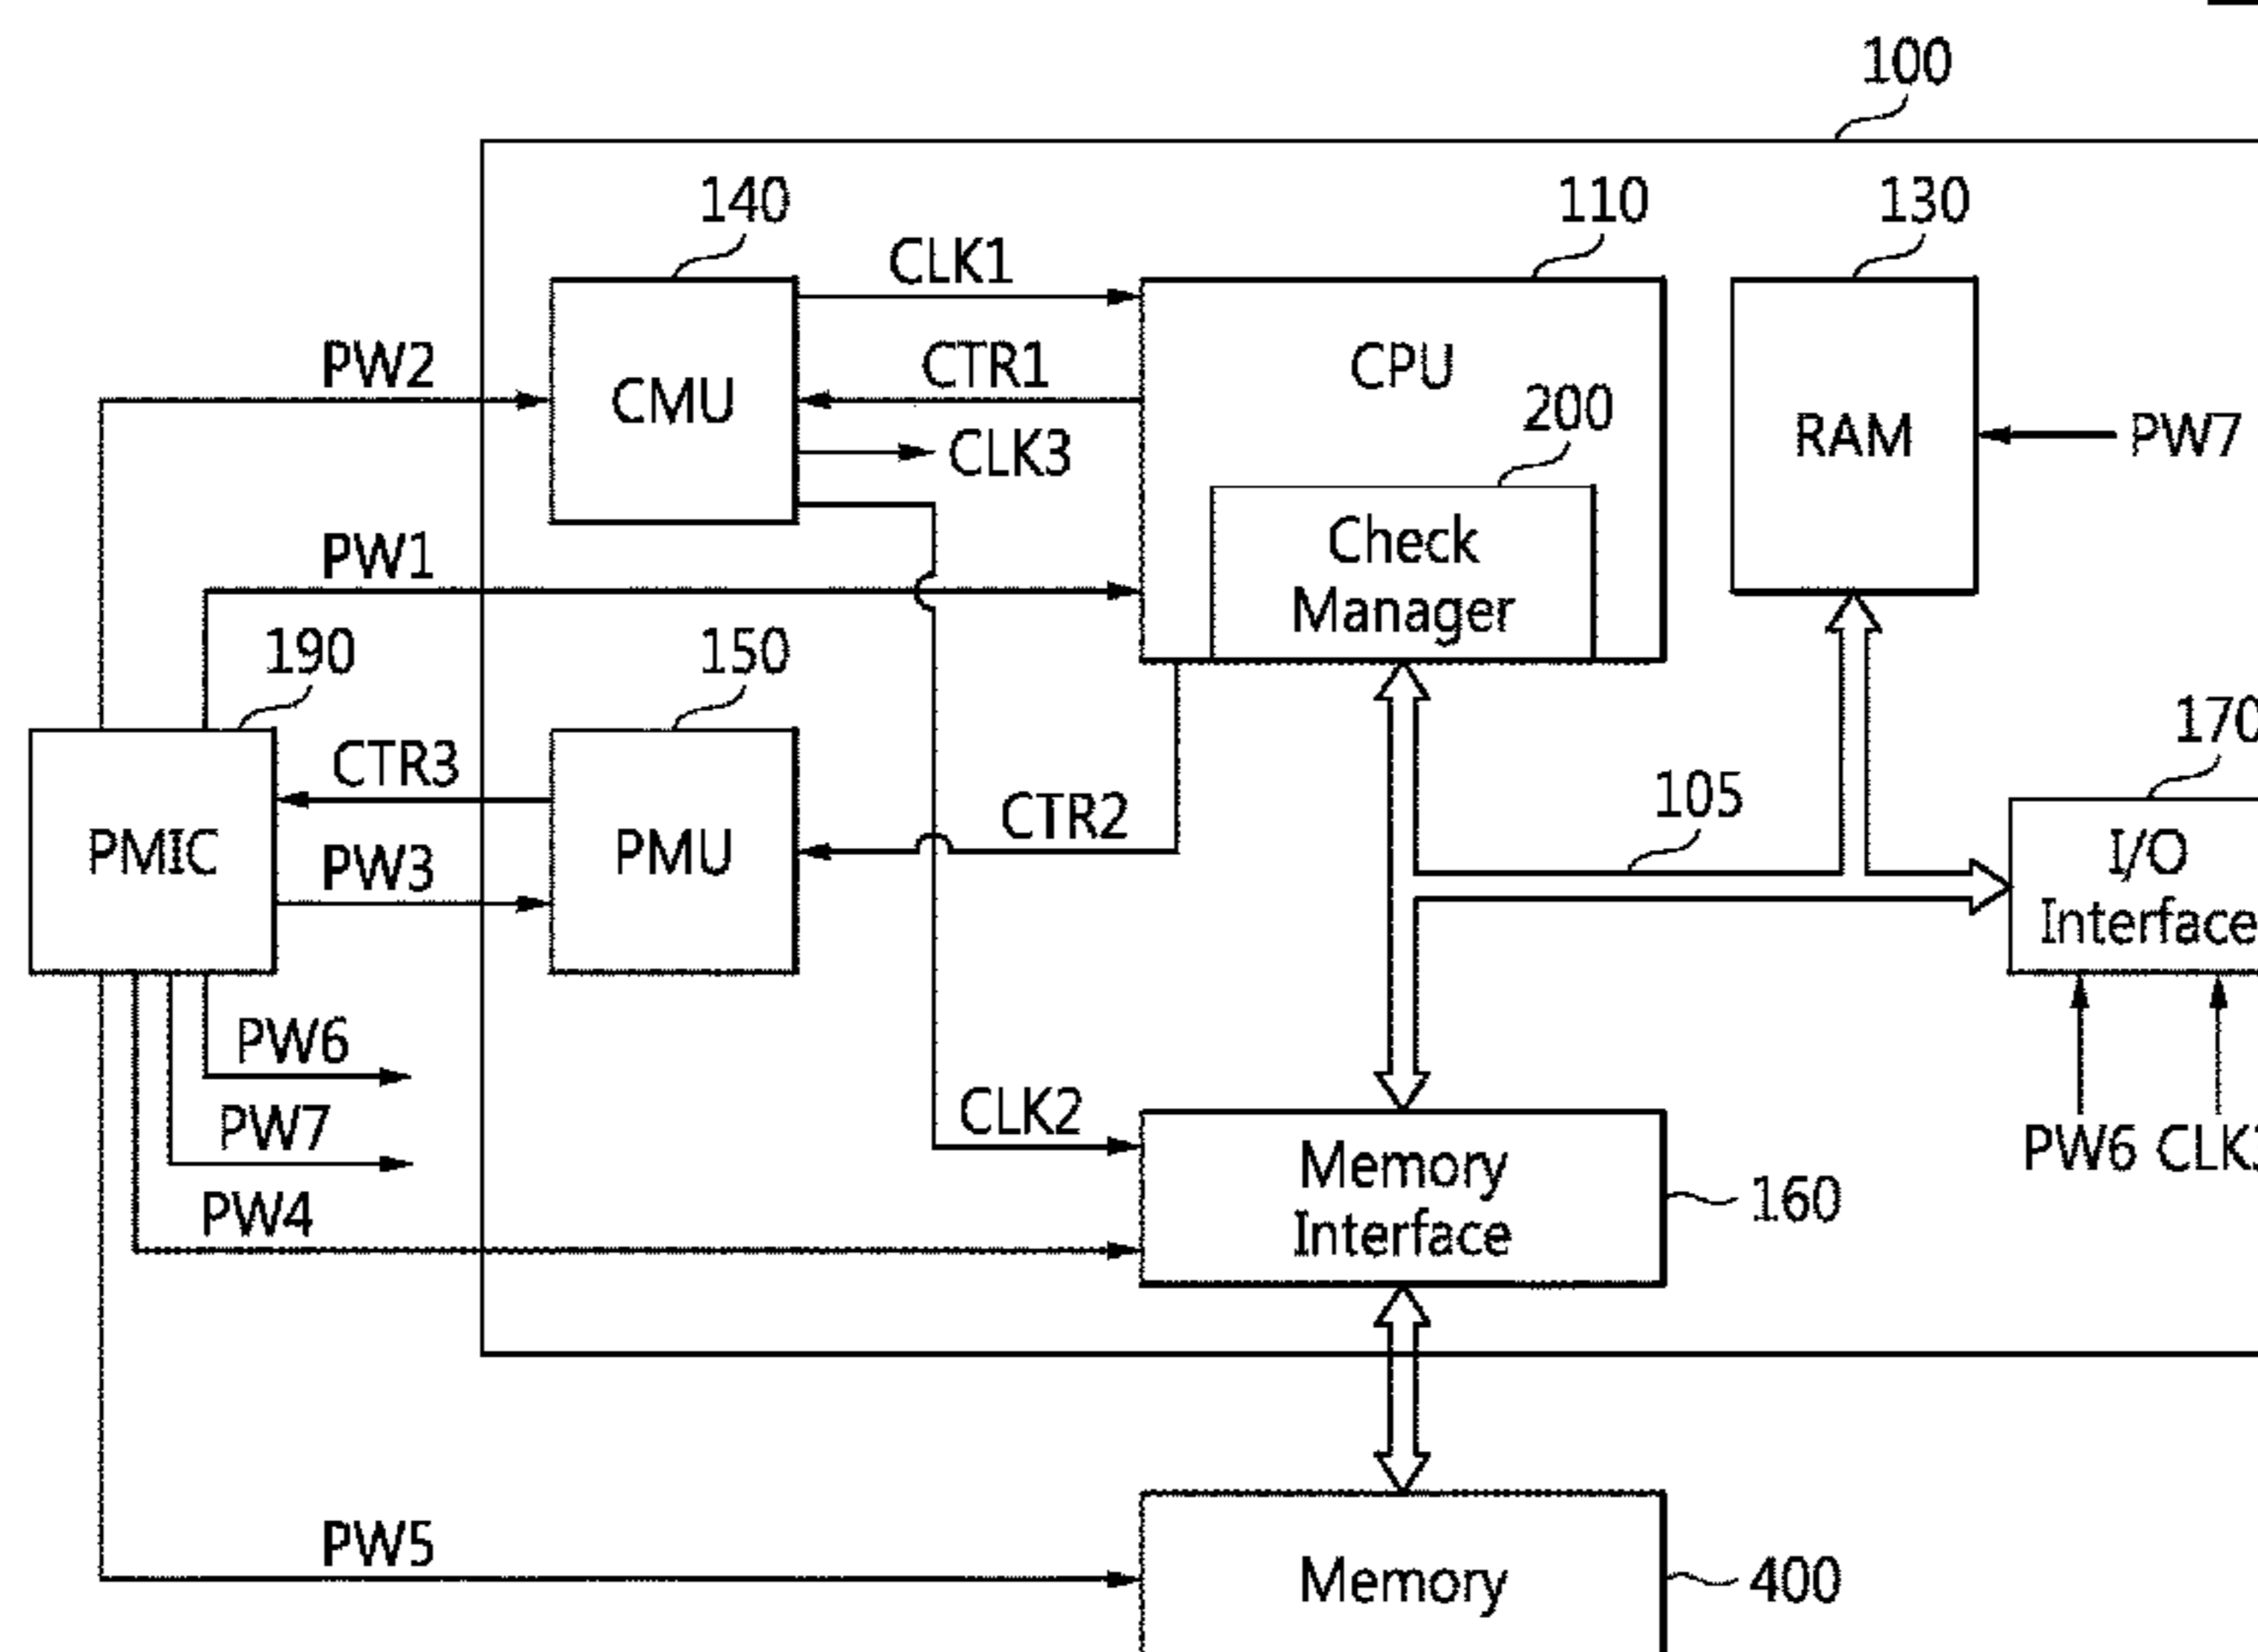 100
140
110
130
CLK1
PW2
CTR1
CPU
CMU
200
RAM
PW7
CLK3
PW1
Check
Manager
190
150
170
CTR3
105
CTR2
PMIC
PW3
PMU
I/O
Interface
PW6
CLK2
PW7
PW6
Memory
Interface
160
PW4
PW5
Memory
400